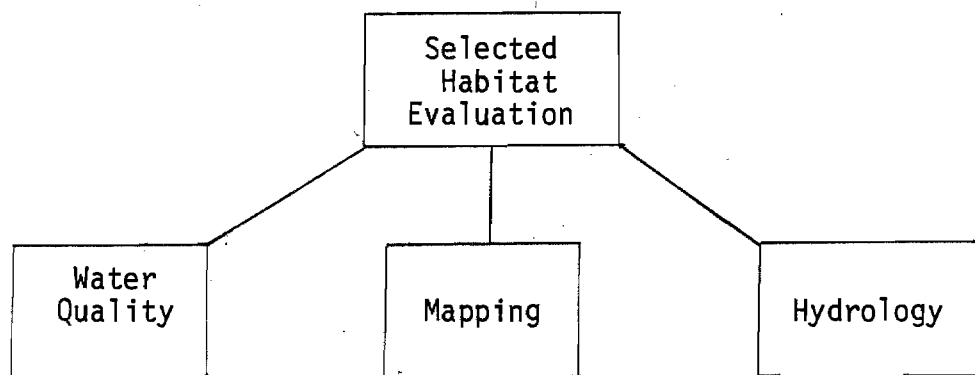 Selected
Habitat
Evaluation
Water
Quality
Mapping
Hydrology